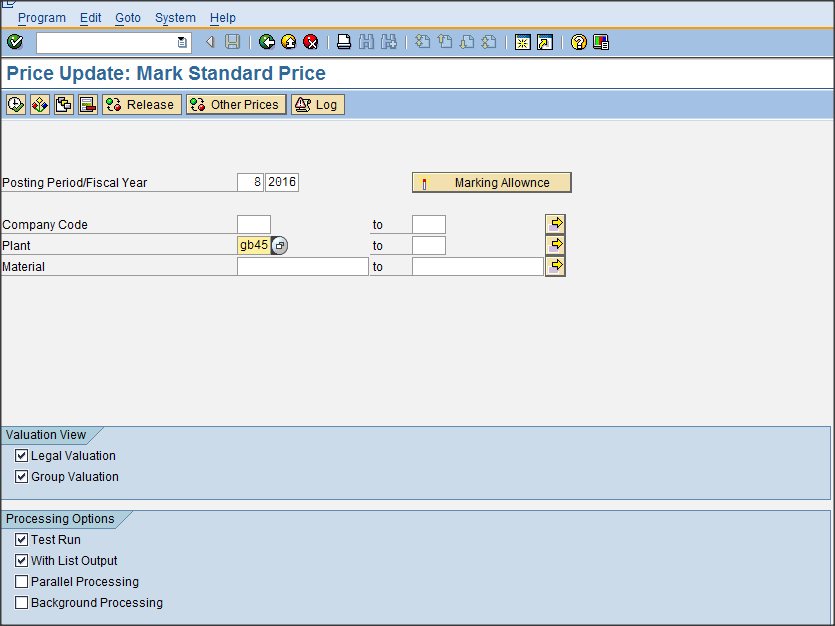 Program Edit Goto System Help
Price Update: Mark Standard Price
Release Other Prices Log
Posting Period/Fiscal Year 8 2016 Marking Allownce
Company Code to
Plant gb45 to
Material to
Valuation View
Legal Valuation
Group Valuation
Processing Options
Test Run
With List Output
Parallel Processing
Background Processing